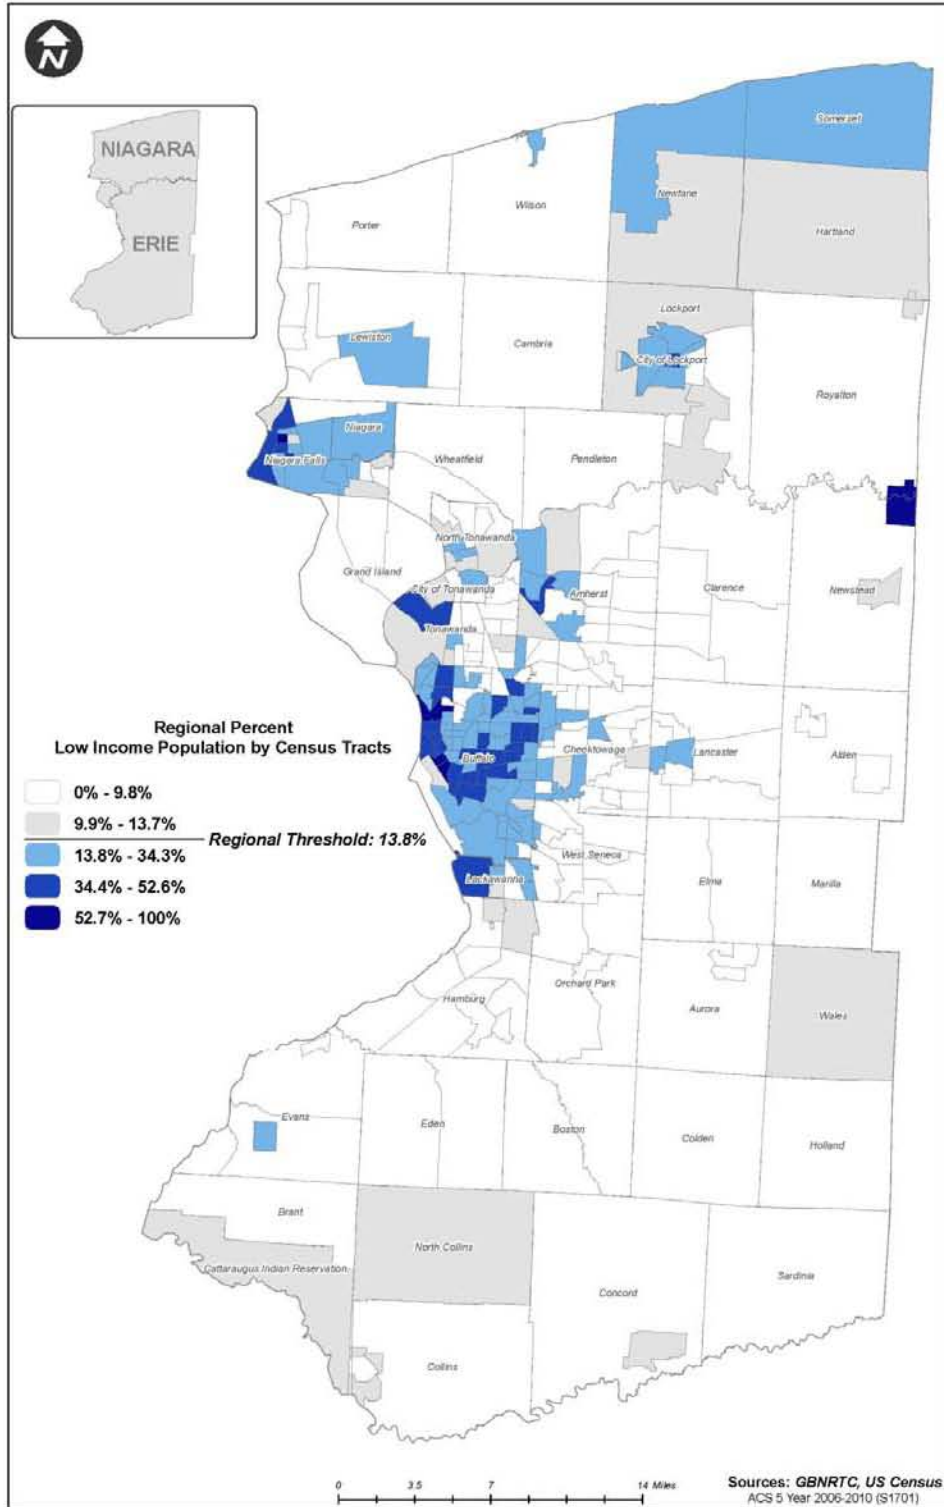 N
NIAGARA
ERIE
Somerset
Newfane
Wilson
Porter
Hartland
Lockport
Lewiston
Cambria
City of Lockport
Royalton
Niagara
Niagara Falls
Wheatfield
Pendleton
North Tonawanda
Grand Island
City of Tonawanda
Amherst
Clarence
Newstead
Tonawanda
Regional Percent
Low Income Population by Census Tracts
0% - 9.8%
9.9% - 13.7%
Regional Threshold: 13.8%
13.8% - 34.3%
34.4% - 52.6%
52.7% - 100%
Buffalo
Cheektowaga
Lancaster
Alden
West Seneca
Lackawanna
Elma
Marilla
Hamburg
Orchard Park
Aurora
Wales
Evans
Eden
Boston
Colden
Holland
Brant
North Collins
Cattaraugus Indian Reservation
Concord
Sardinia
Collins
0 3.5 7 14 Miles
Sources: GBNRTC, US Census
ACS 5 Year 2006-2010 (S1701)